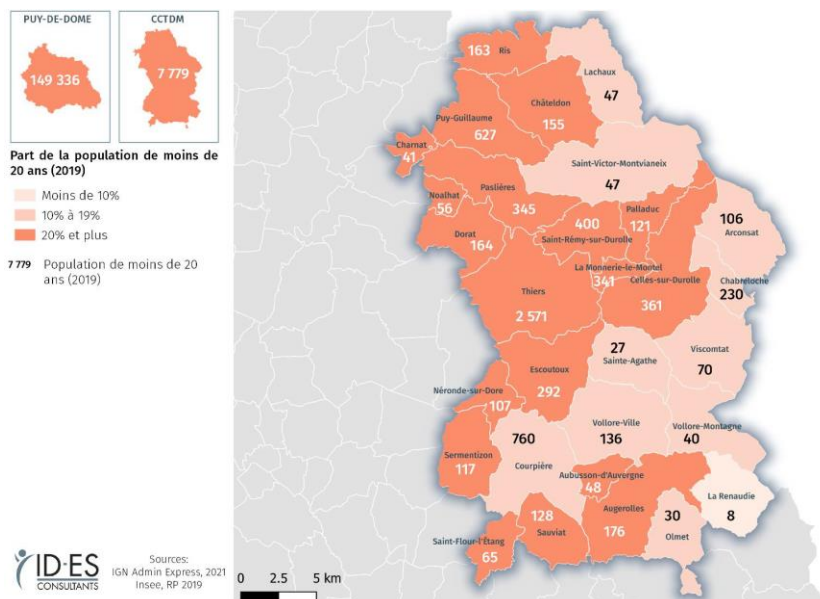 PUY-DE-DOME
149 336
CCTDM
7 779
Part de la population de moins de
20 ans (2019)
Moins de 10%
10% à 19%
20% et plus
7 779 Population de moins de 20
ans (2019)
163 Ris
Lachaux
47
Châteldon
155
Puy-Guillaume
627
Charnat
41
Saint-Victor-Montvianeix
47
Paslières
345
Noalhat
56
Dorat
164
400
Saint-Rémy-sur-Durolle
Palladuc
121
106
Arconsat
La Monnerie-le-Montel
341
Celles-sur-Durolle
361
Chabreloche
230
Thiers
2 571
27
Sainte-Agathe
Viscomtat
70
Escoutoux
292
Néronde-sur-Dore
107
Vollore-Ville
136
Vollore-Montagne
40
760
Courpière
Sermentizon
117
Aubusson-d'Auvergne
48
La Renaudie
8
Augerolles
176
30
Olmet
128
Sauviat
Saint-Flour-l'Étang
65
ID-ES
CONSULTANTS
Sources:
IGN Admin Express, 2021
Insee, RP 2019
0 2.5 5 km